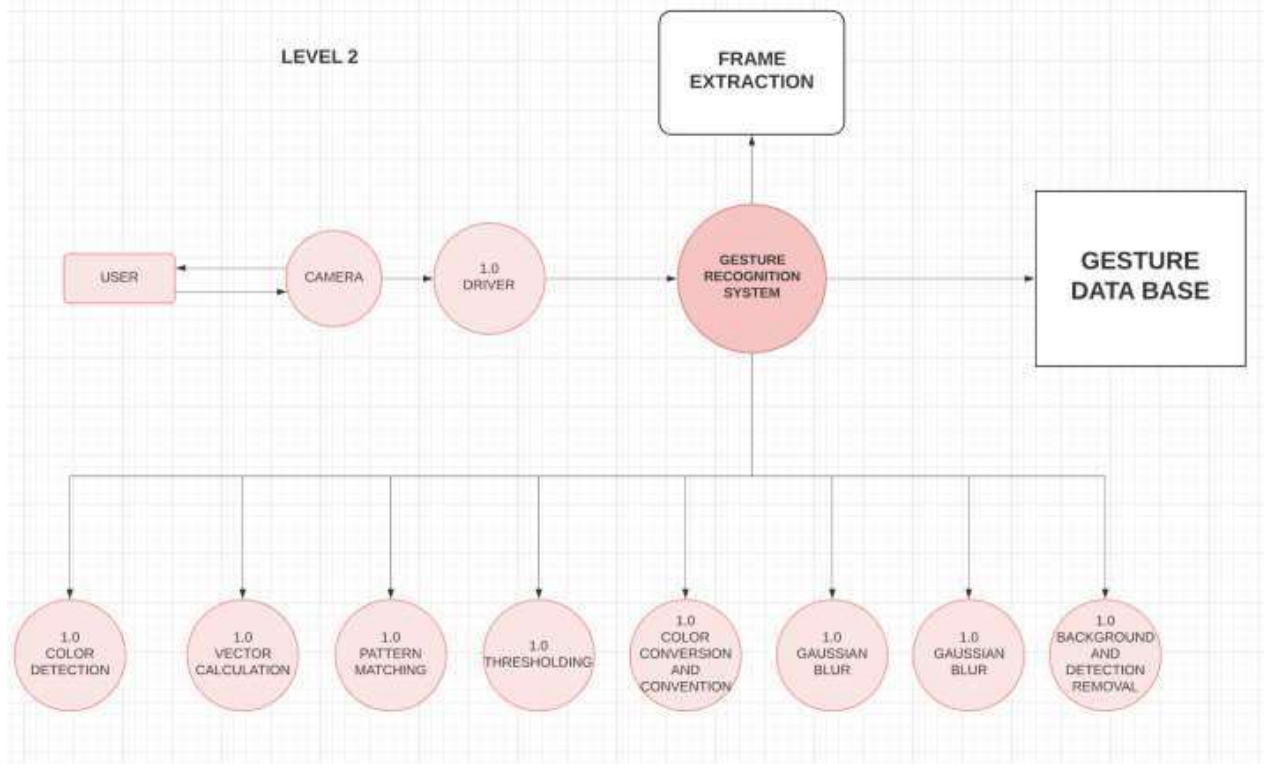 LEVEL 2
FRAME
EXTRACTION
USER
CAMERA
1.0
DRIVER
GESTURE
RECOGNITION
SYSTEM
GESTURE
DATA BASE
1.0
COLOR
DETECTION
1.0
VECTOR
CALCULATION
1.0
PATTERN
MATCHING
1.0
THRESHOLDING
1.0
COLOR
CONVERSION
AND
CONVENTION
1.0
GAUSSIAN
BLUR
1.0
GAUSSIAN
BLUR
1.0
BACKGROUND
AND
DETECTION
REMOVAL